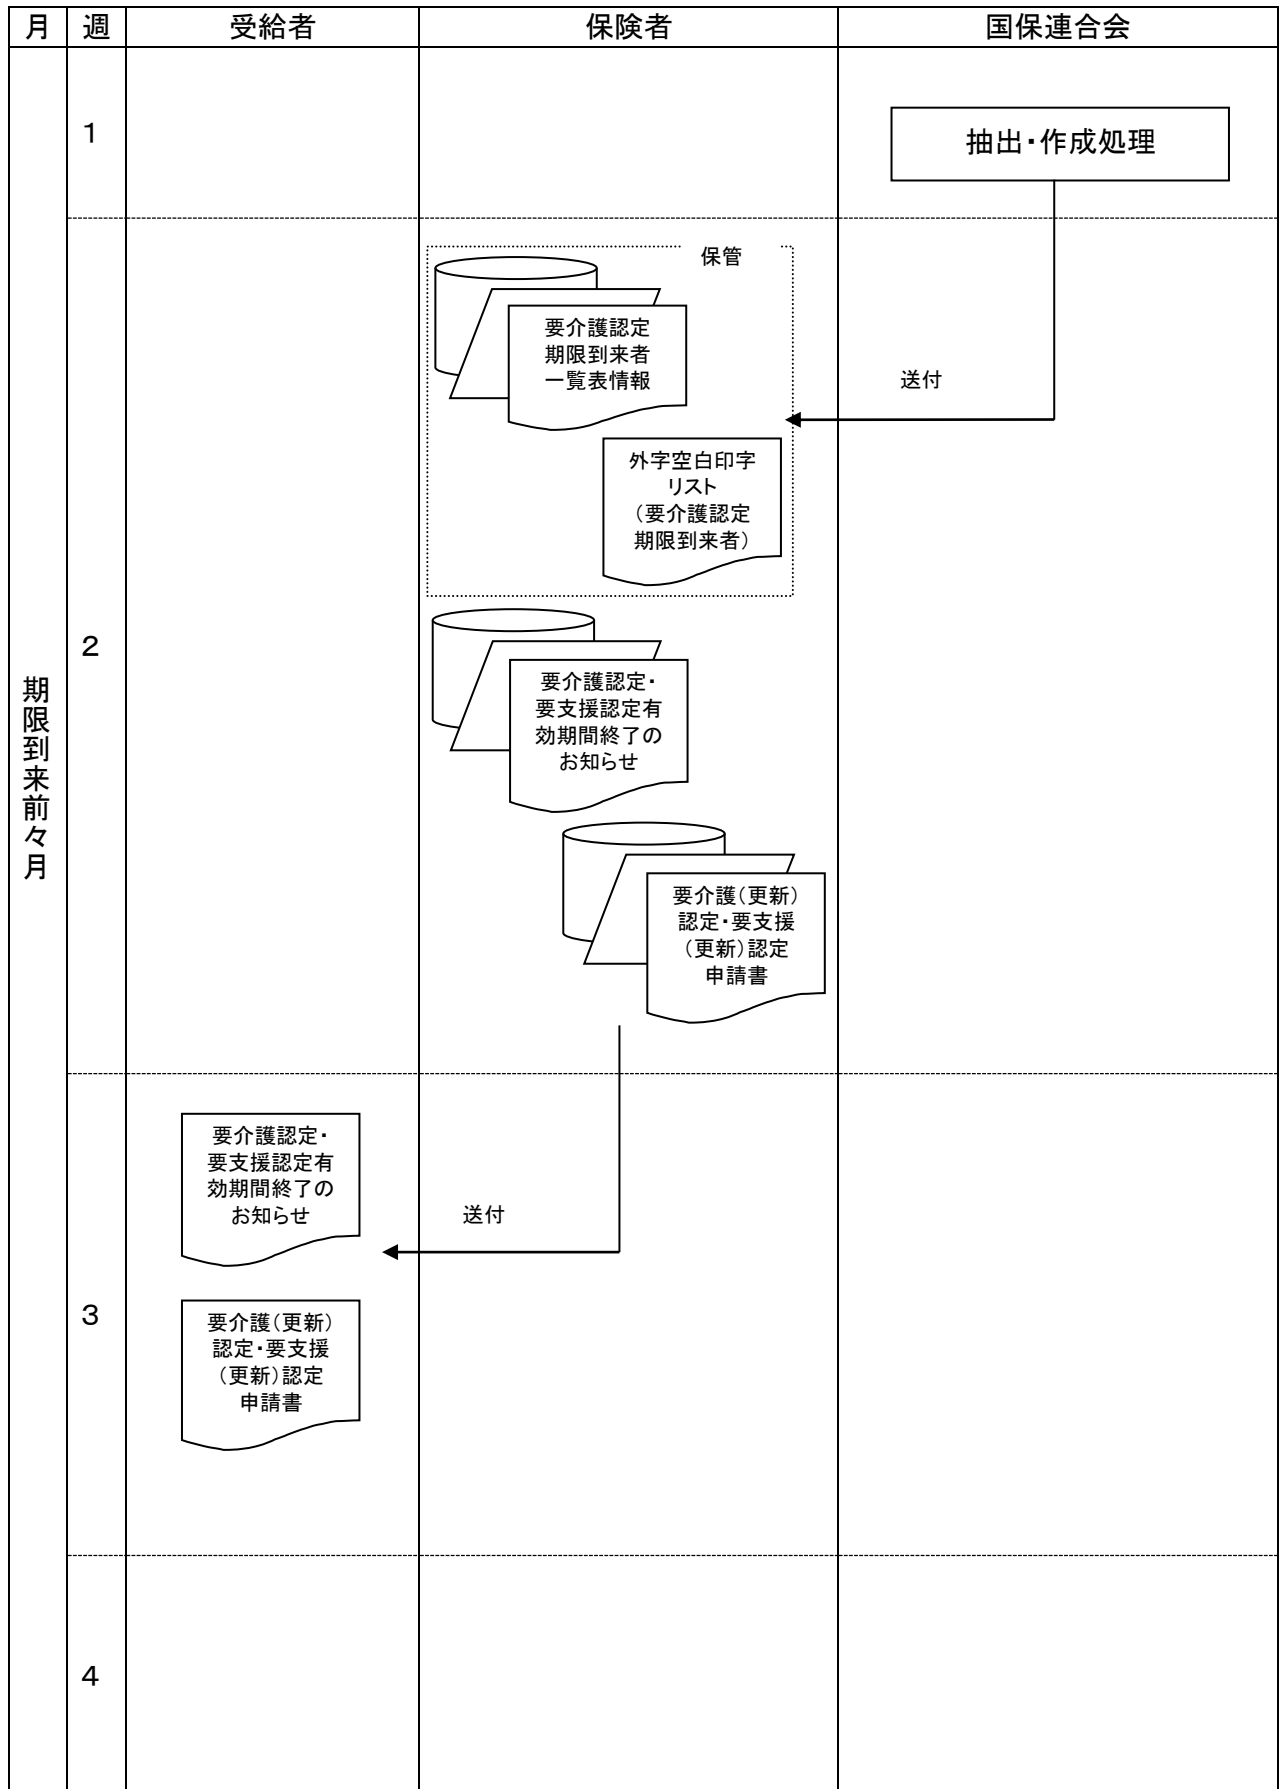 月 週 受給者 保険者 国保連合会
期限到来前々月
1
抽出・作成処理
2
保管
要介護認定
期限到来者
一覧表情報
送付
外字空白印字
リスト
（要介護認定
期限到来者）
要介護認定・
要支援認定有
効期間終了の
お知らせ
要介護（更新）
認定・要支援
（更新）認定
申請書
3
要介護認定・
要支援認定有
効期間終了の
お知らせ
送付
要介護（更新）
認定・要支援
（更新）認定
申請書
4